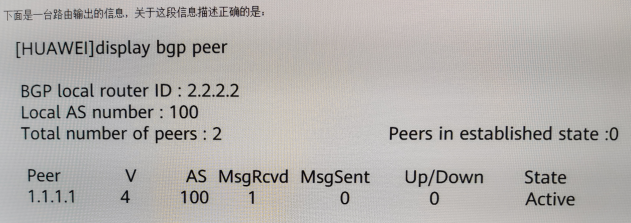 下面是一台路由输出的信息，关于这段信息描述正确的是：
[HUAWEI]display bgp peer
BGP local router ID : 2.2.2.2
Local AS number : 100
Total number of peers : 2 Peers in established state :0
Peer V AS MsgRcvd MsgSent Up/Down State
1.1.1.1 4 100 1 0 0 Active